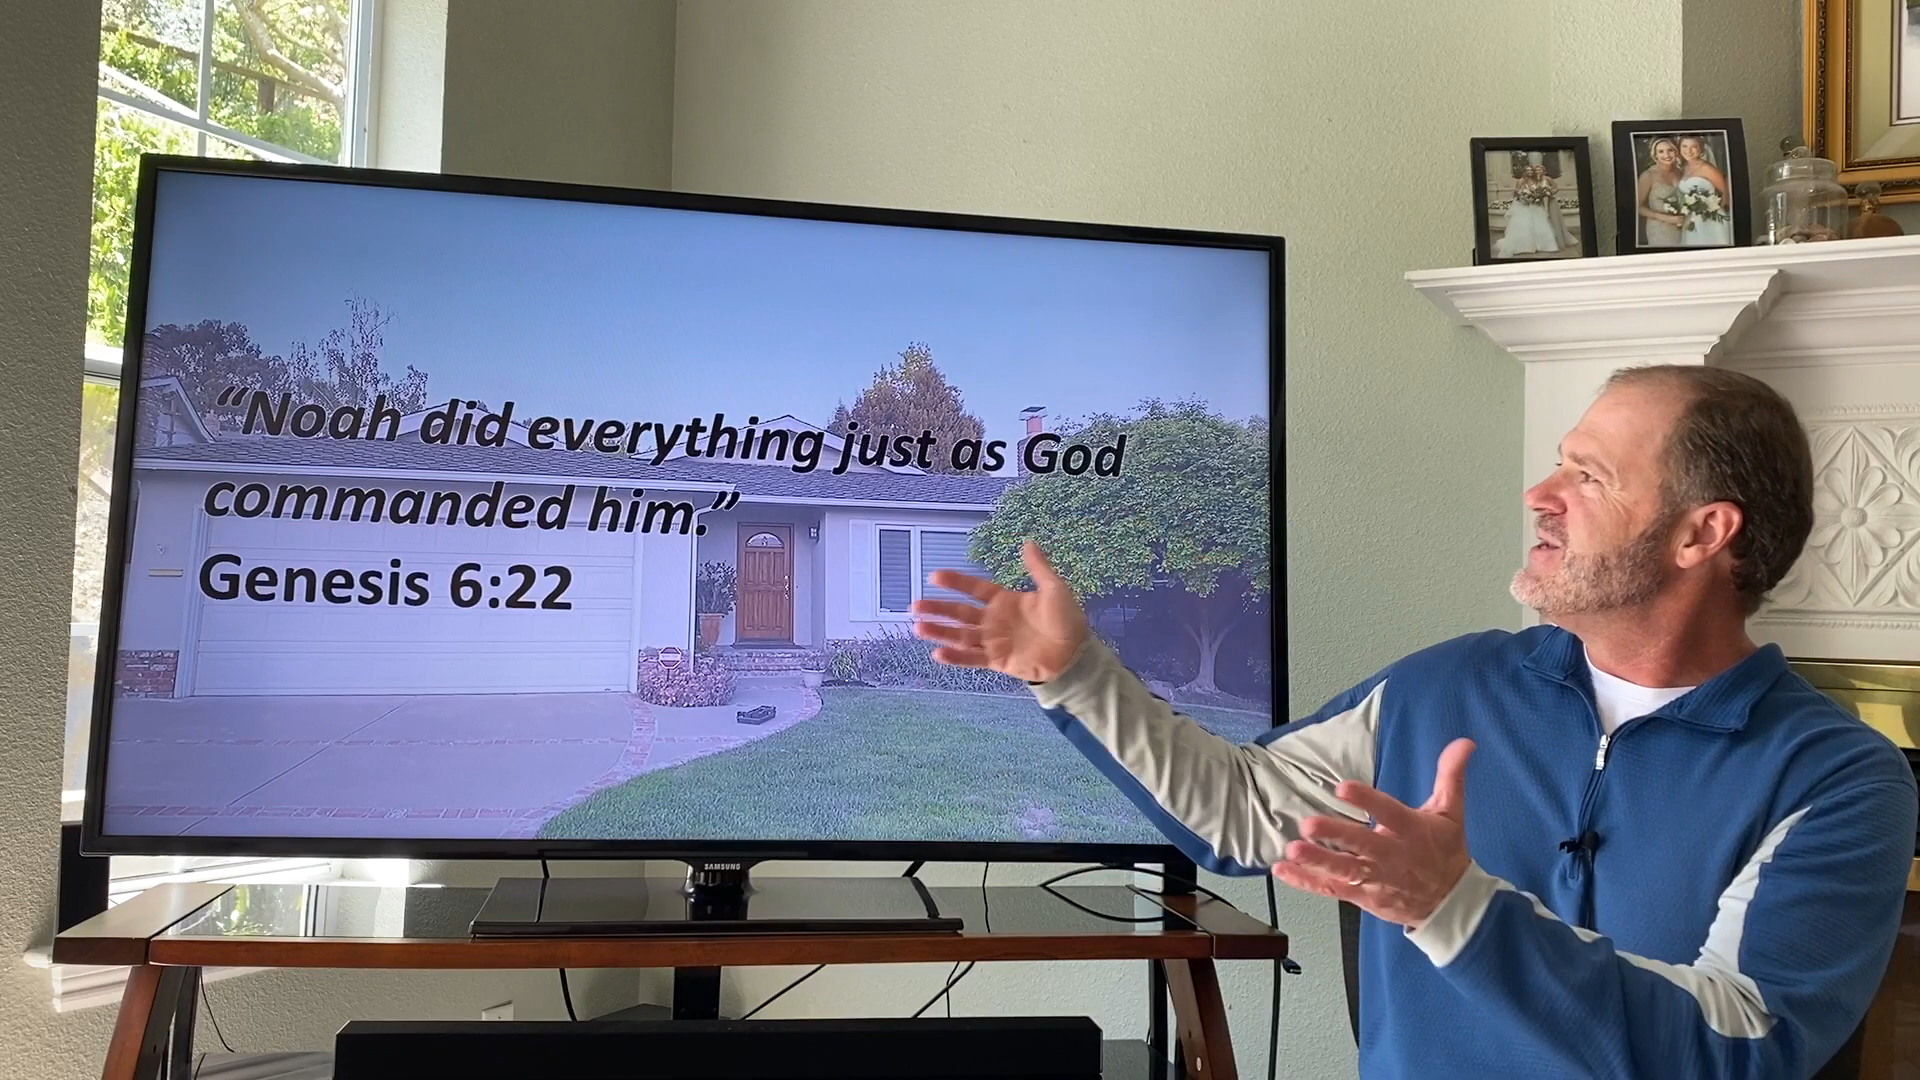 “Noah did everything just as God
commanded him.”
Genesis 6:22
SAMSUNG